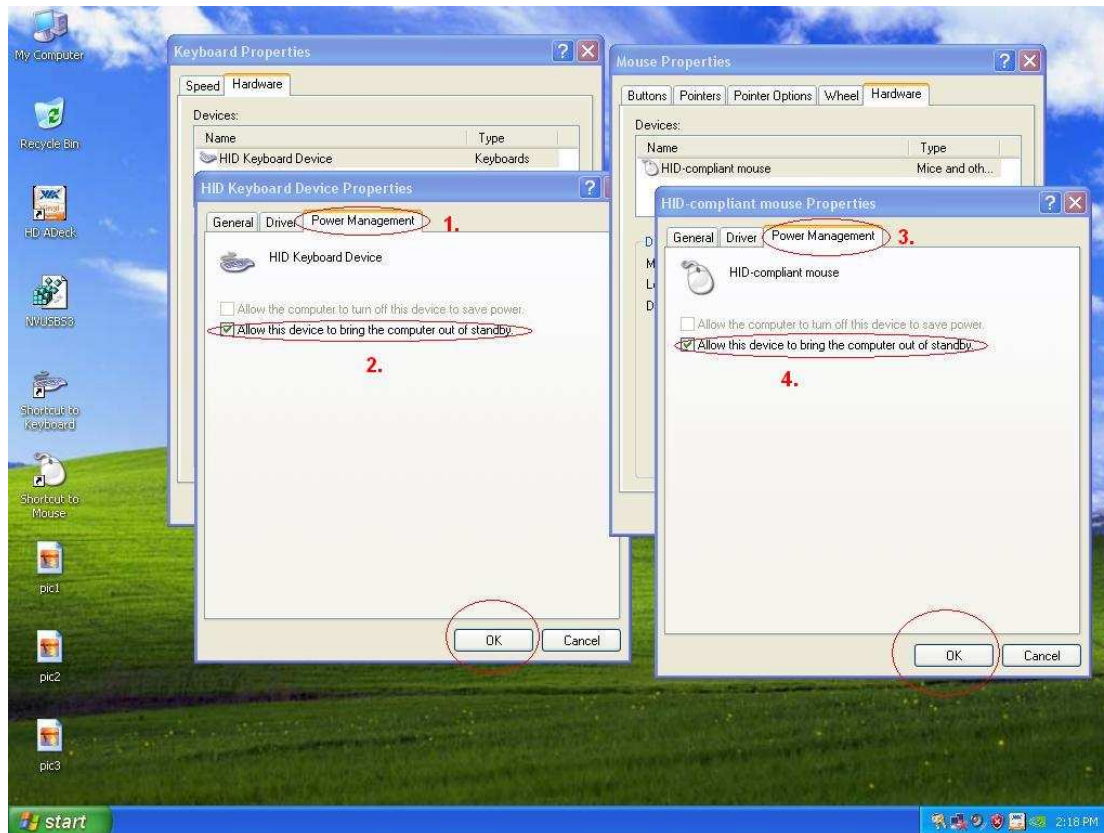 My Computer
Recycle Bin
HD ADeck
NVUSBS3
Shortcut to
Keyboard
Shortcut to
Mouse
pic1
pic2
pic3
Keyboard Properties
Speed Hardware
Devices:
Name Type
HID Keyboard Device Keyboards
HID Keyboard Device Properties
General Driver Power Management 1.
HID Keyboard Device
Allow the computer to turn off this device to save power.
Allow this device to bring the computer out of standby.
2.
OK Cancel
Mouse Properties
Buttons Pointers Pointer Options Wheel Hardware
Devices:
Name Type
HID-compliant mouse Mice and oth...
D
M
L
D
HID-compliant mouse Properties
General Driver Power Management 3.
HID-compliant mouse
Allow the computer to turn off this device to save power.
Allow this device to bring the computer out of standby.
4.
OK Cancel
start 2:18 PM